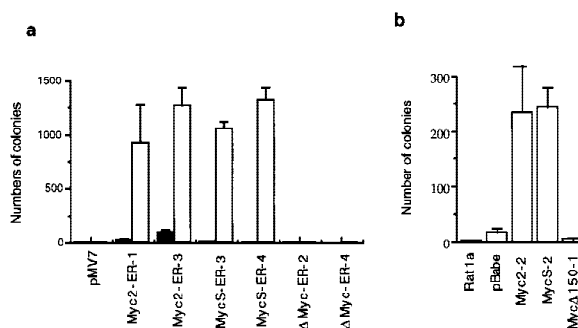 a
Numbers of colonies
1500
1000
500
0
pMV7
Myc2-ER-1
Myc2-ER-3
MycS-ER-3
MycS-ER-4
ΔMyc-ER-2
ΔMyc-ER-4
b
Number of colonies
300
200
100
0
Rat1a
pBabe
Myc2-2
MycS-2
MycΔ150-1